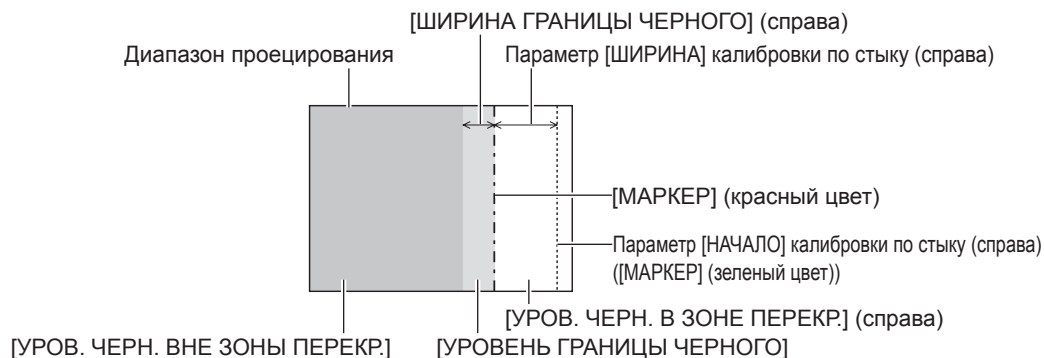 [ШИРИНА ГРАНИЦЫ ЧЕРНОГО] (справа)
Диапазон проецирования
Параметр [ШИРИНА] калибровки по стыку (справа)
[МАРКЕР] (красный цвет)
Параметр [НАЧАЛО] калибровки по стыку (справа)
([МАРКЕР] (зеленый цвет))
[УРОВ. ЧЕРН. В ЗОНЕ ПЕРЕКР.] (справа)
[УРОВ. ЧЕРН. ВНЕ ЗОНЫ ПЕРЕКР.]
[УРОВЕНЬ ГРАНИЦЫ ЧЕРНОГО]